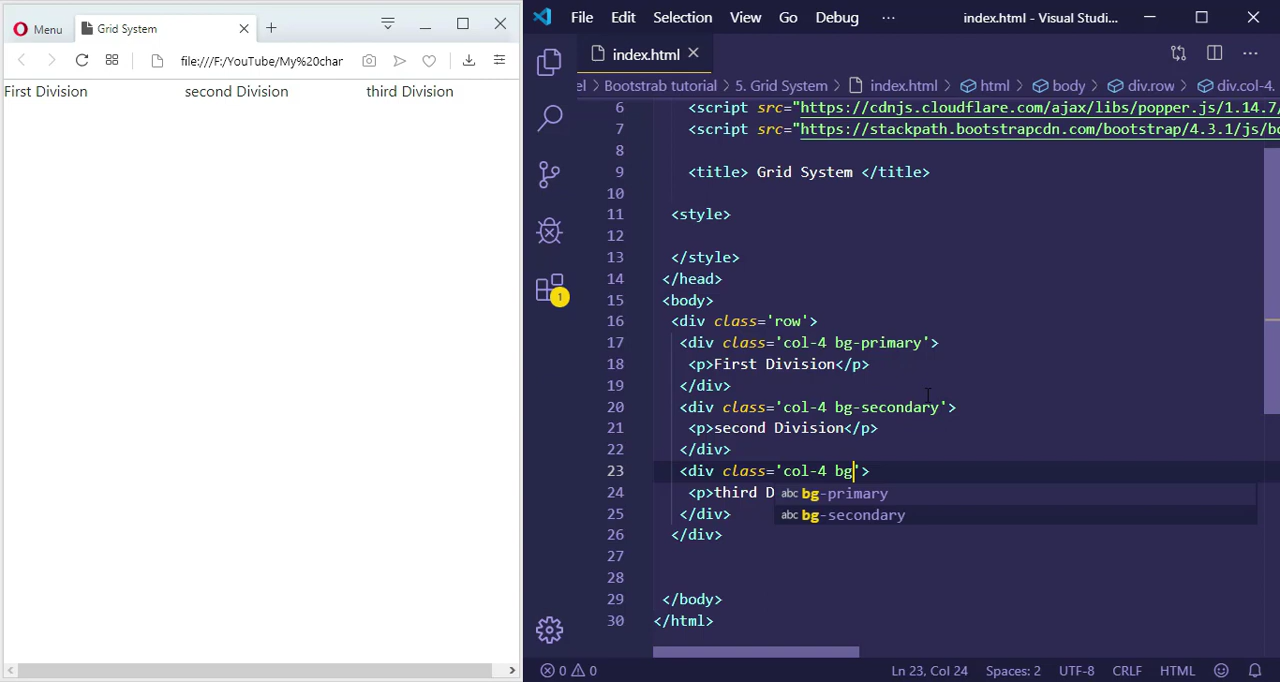 Menu
Grid System
file:///F:/YouTube/My%20char
First Division second Division third Division
File Edit Selection View Go Debug ··· index.html - Visual Studi...
index.html
el > Bootstrab tutorial > 5. Grid System > index.html > html > body > div.row > div.col-4.
6 <script src="https://cdnjs.cloudflare.com/ajax/libs/popper.js/1.14.7/
7 <script src="https://stackpath.bootstrapcdn.com/bootstrap/4.3.1/js/bo
8
9 <title> Grid System </title>
10
11 <style>
12
13 </style>
14 </head>
15 <body>
16 <div class='row'>
17 <div class='col-4 bg-primary'>
18 <p>First Division</p>
19 </div>
20 <div class='col-4 bg-secondary'>
21 <p>second Division</p>
22 </div>
23 <div class='col-4 bg'>
24 <p>third D
abc bg-primary
25 </div>
abc bg-secondary
26 </div>
27
28
29 </body>
30 </html>
1
0 0 Ln 23, Col 24 Spaces: 2 UTF-8 CRLF HTML